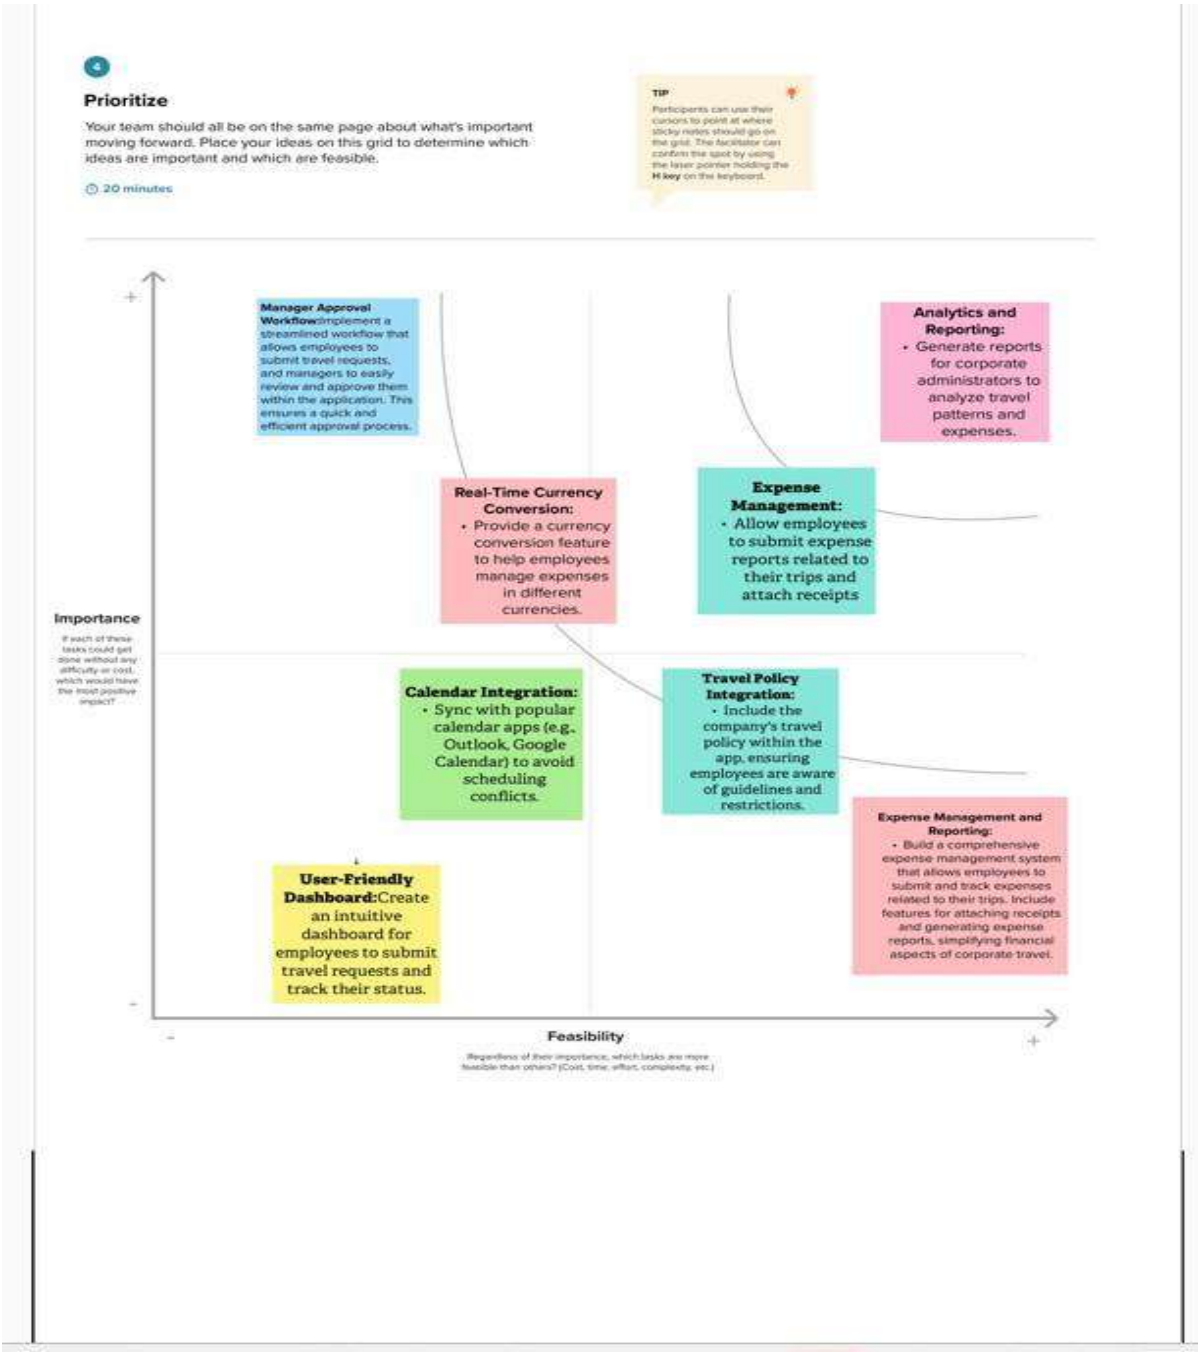 4
Prioritize
Your team should all be on the same page about what's important
moving forward. Place your ideas on this grid to determine which
ideas are important and which are feasible.
20 minutes
TIP
Participants can use their
cursors to point at where
sticky notes should go on
the grid. The facilitator can
confirm the spot by using
the laser pointer holding the
H key on the keyboard.
+
Manager Approval
Workflow:Implement a
streamlined workflow that
allows employees to
submit travel requests,
and managers to easily
review and approve them
within the application. This
ensures a quick and
efficient approval process.
Analytics and
Reporting:
• Generate reports
for corporate
administrators to
analyze travel
patterns and
expenses.
Real-Time Currency
Conversion:
• Provide a currency
conversion feature
to help employees
manage expenses
in different
currencies.
Expense
Management:
• Allow employees
to submit expense
reports related to
their trips and
attach receipts
Importance
If each of these
tasks could get
done without any
difficulty or cost,
which would have
the most positive
impact?
Calendar Integration:
• Sync with popular
calendar apps (e.g.,
Outlook, Google
Calendar) to avoid
scheduling
conflicts.
Travel Policy
Integration:
• Include the
company's travel
policy within the
app, ensuring
employees are aware
of guidelines and
restrictions.
Expense Management and
Reporting:
• Build a comprehensive
expense management system
that allows employees to
submit and track expenses
related to their trips. Include
features for attaching receipts
and generating expense
reports, simplifying financial
aspects of corporate travel.
User-Friendly
Dashboard:Create
an intuitive
dashboard for
employees to submit
travel requests and
track their status.
-
-
Feasibility
+
Regardless of their importance, which tasks are more
feasible than others? (Cost, time, effort, complexity, etc.)